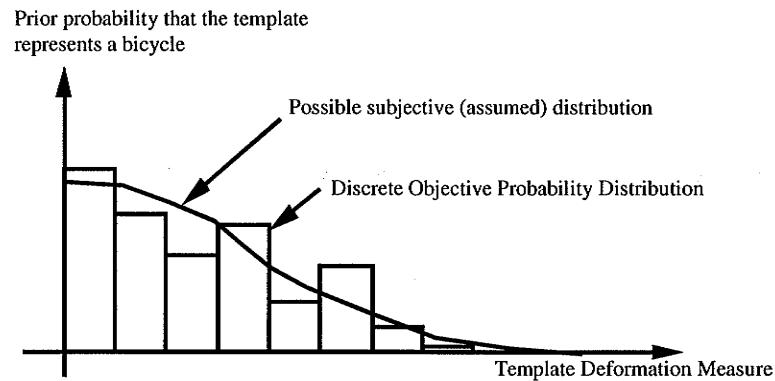 Prior probability that the template
represents a bicycle
Possible subjective (assumed) distribution
Discrete Objective Probability Distribution
Template Deformation Measure